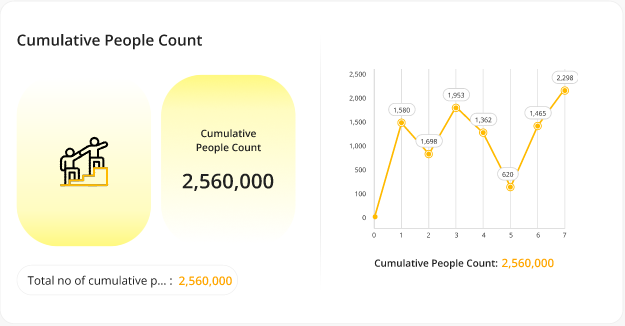 Cumulative People Count
Cumulative
People Count
2,560,000
Total no of cumulative p... : 2,560,000
2,500
2,000
1,500
1,000
500
100
0
1,580
1,698
1,953
1,362
620
1,465
2,298
0 1 2 3 4 5 6 7
Cumulative People Count: 2,560,000